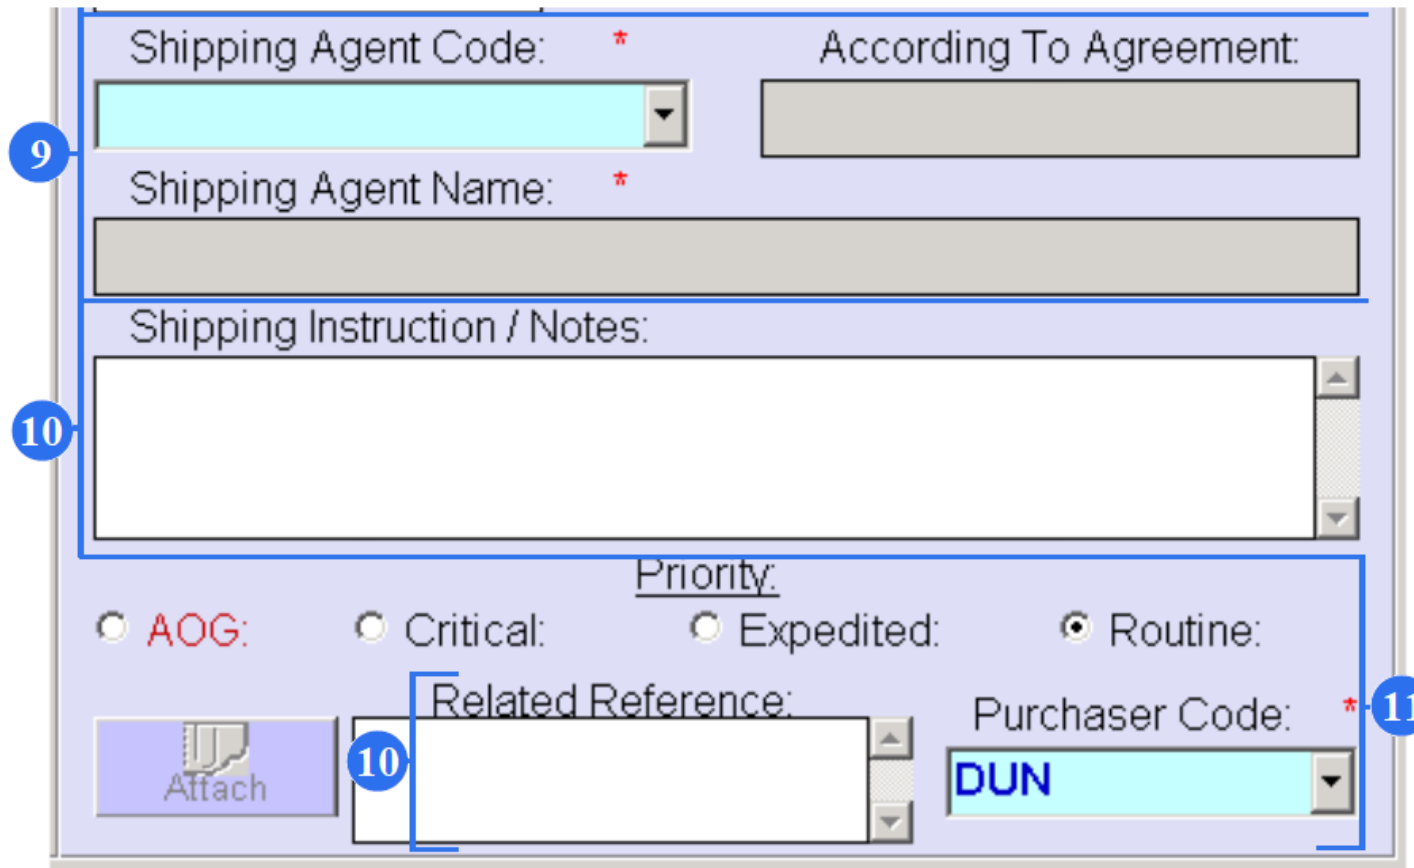 Shipping Agent Code: * According To Agreement:
9
Shipping Agent Name: *
Shipping Instruction / Notes:
10
Priority:
AOG: Critical: Expedited: Routine:
Related Reference: Purchaser Code: * 11
Attach 10 DUN